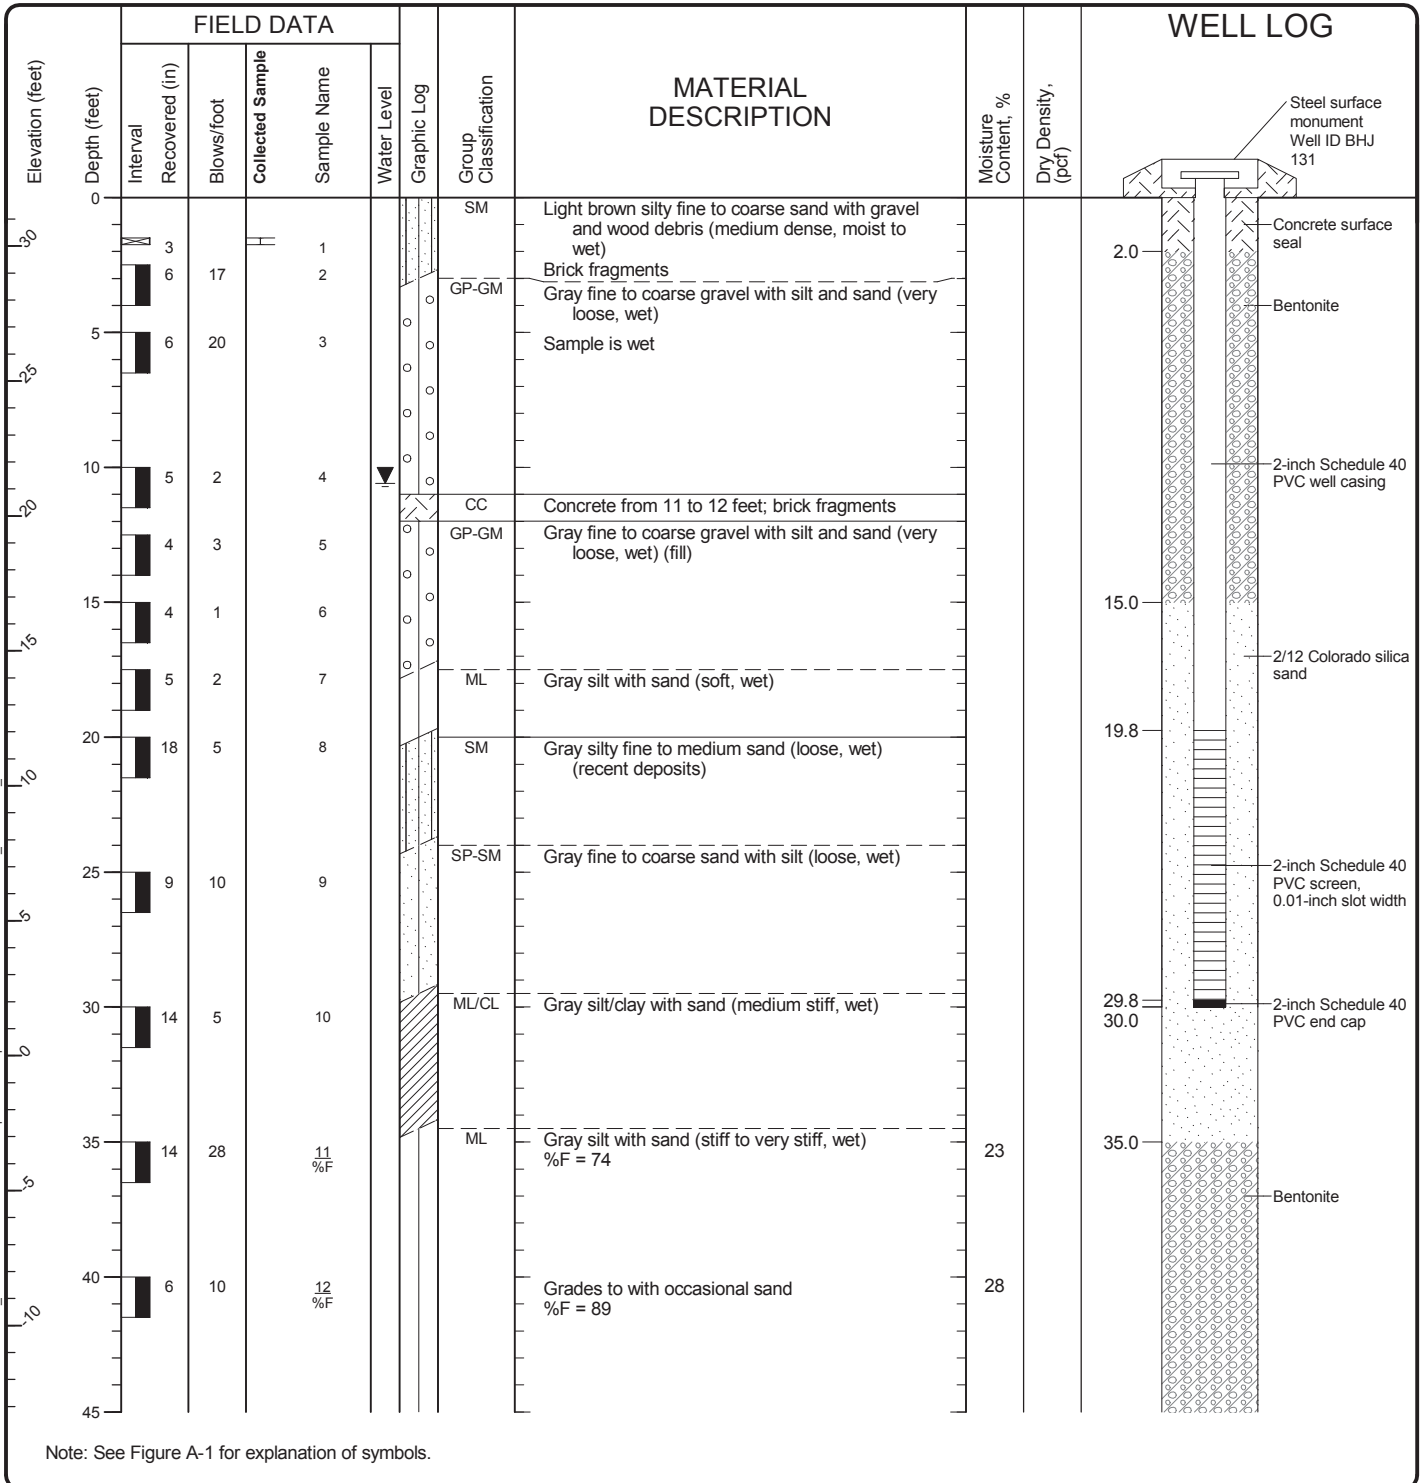 FIELD DATA
WELL LOG
Elevation (feet)
Depth (feet)
Interval
Recovered (in)
Blows/foot
Collected Sample
Sample Name
Water Level
Graphic Log
Group
Classification
MATERIAL
DESCRIPTION
Moisture
Content, %
Dry Density,
(pcf)
Steel surface
monument
Well ID BHJ
131
0
SM
Light brown silty fine to coarse sand with gravel
and wood debris (medium dense, moist to
wet)
Concrete surface
seal
30
3
1
2.0
6
17
2
Brick fragments
GP-GM
Gray fine to coarse gravel with silt and sand (very
loose, wet)
Bentonite
5
6
20
3
Sample is wet
25
10
5
2
4
2-inch Schedule 40
PVC well casing
20
CC
Concrete from 11 to 12 feet; brick fragments
GP-GM
Gray fine to coarse gravel with silt and sand (very
loose, wet) (fill)
4
3
5
15
4
1
6
15.0
15
2/12 Colorado silica
sand
5
2
7
ML
Gray silt with sand (soft, wet)
19.8
20
18
5
8
SM
Gray silty fine to medium sand (loose, wet)
(recent deposits)
10
SP-SM
Gray fine to coarse sand with silt (loose, wet)
25
9
10
9
2-inch Schedule 40
PVC screen,
0.01-inch slot width
5
ML/CL
Gray silt/clay with sand (medium stiff, wet)
29.8
30.0
2-inch Schedule 40
PVC end cap
30
14
5
10
0
35
14
28
11
%F
ML
Gray silt with sand (stiff to very stiff, wet)
%F = 74
23
35.0
-5
Bentonite
40
6
10
12
%F
Grades to with occasional sand
%F = 89
28
-10
45
Note: See Figure A-1 for explanation of symbols.